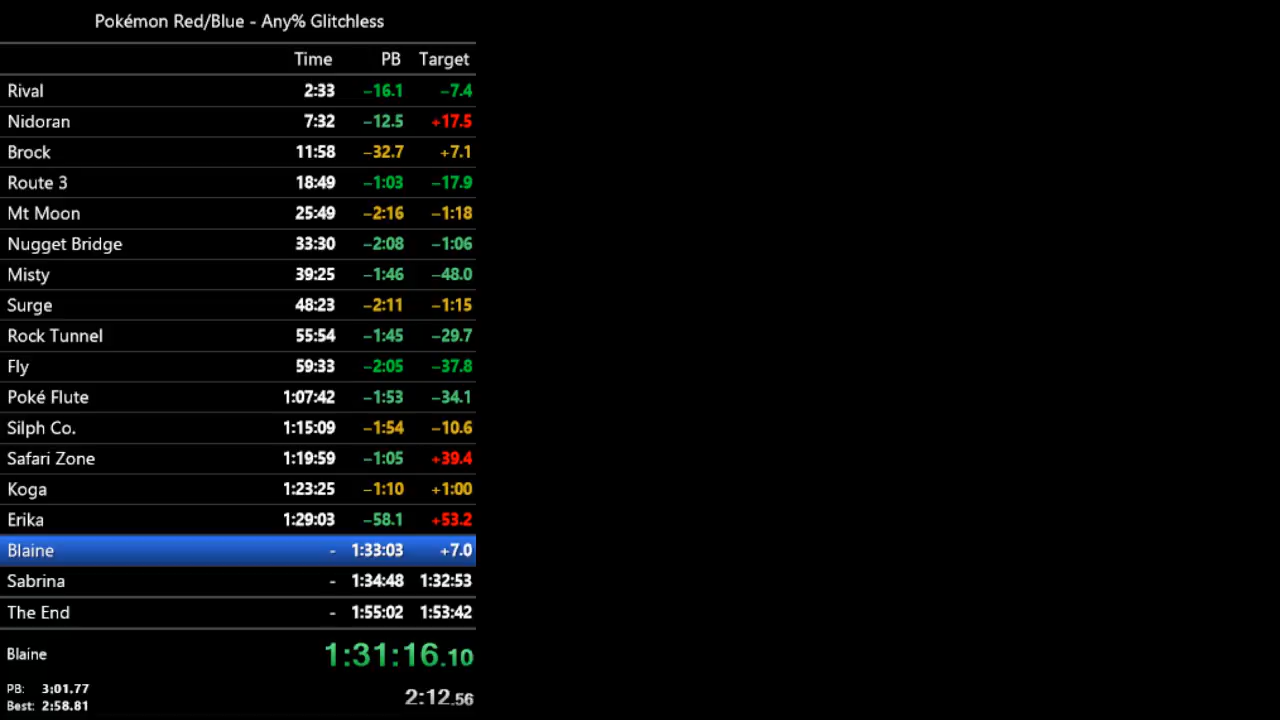 Pokémon Red/Blue - Any% Glitchless
Time PB Target
Rival 2:33 −16.1 −7.4
Nidoran 7:32 −12.5 +17.5
Brock 11:58 −32.7 +7.1
Route 3 18:49 −1:03 −17.9
Mt Moon 25:49 −2:16 −1:18
Nugget Bridge 33:30 −2:08 −1:06
Misty 39:25 −1:46 −48.0
Surge 48:23 −2:11 −1:15
Rock Tunnel 55:54 −1:45 −29.7
Fly 59:33 −2:05 −37.8
Poké Flute 1:07:42 −1:53 −34.1
Silph Co. 1:15:09 −1:54 −10.6
Safari Zone 1:19:59 −1:05 +39.4
Koga 1:23:25 −1:10 +1:00
Erika 1:29:03 −58.1 +53.2
Blaine - 1:33:03 +7.0
Sabrina - 1:34:48 1:32:53
The End - 1:55:02 1:53:42
Blaine 1:31:16.10
PB: 3:01.77
Best: 2:58.81
2:12.56